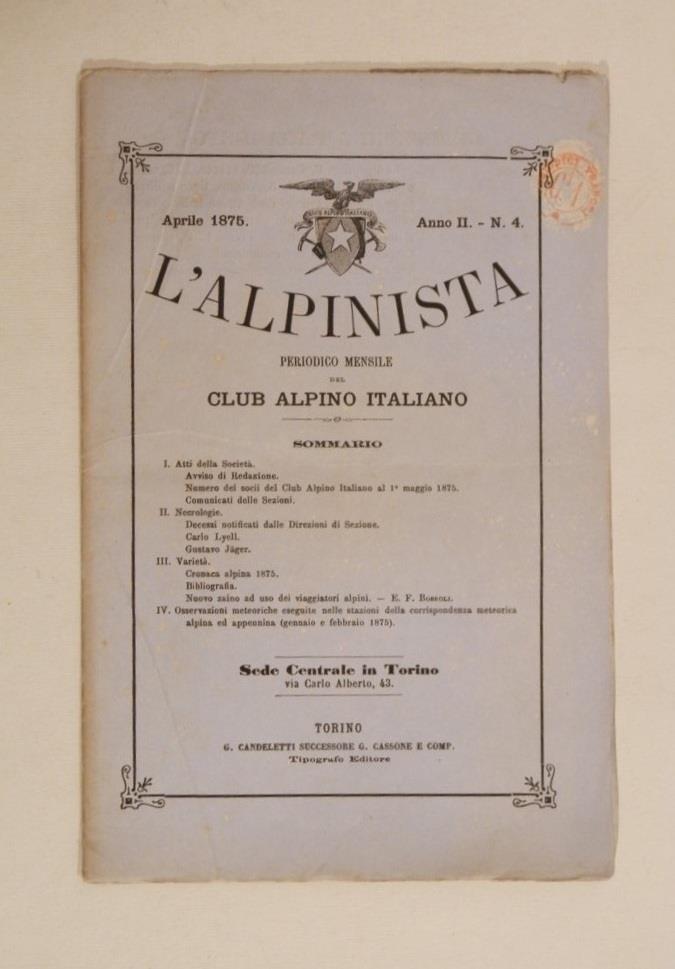 Aprile 1875.
Anno II. - N. 4.
CLUB ALPINO ITALIANO
L'ALPINISTA
PERIODICO MENSILE
DEL
CLUB ALPINO ITALIANO
SOMMARIO
I. Atti della Società.
Avviso di Redazione.
Numero dei socii del Club Alpino Italiano al 1° maggio 1875.
Comunicati delle Sezioni.
II. Necrologie.
Decessi notificati dalle Direzioni di Sezione.
Carlo Lyell.
Gustavo Jäger.
III. Varietà.
Cronaca alpina 1875.
Bibliografia.
Nuovo zaino ad uso dei viaggiatori alpini. — E. F. Bossoli.
IV. Osservazioni meteoriche eseguite nelle stazioni della corrispondenza meteorica
alpina ed appennina (gennaio e febbraio 1875).
Sede Centrale in Torino
via Carlo Alberto, 43.
TORINO
G. CANDELETTI SUCCESSORE G. CASSONE E COMP.
Tipografo Editore